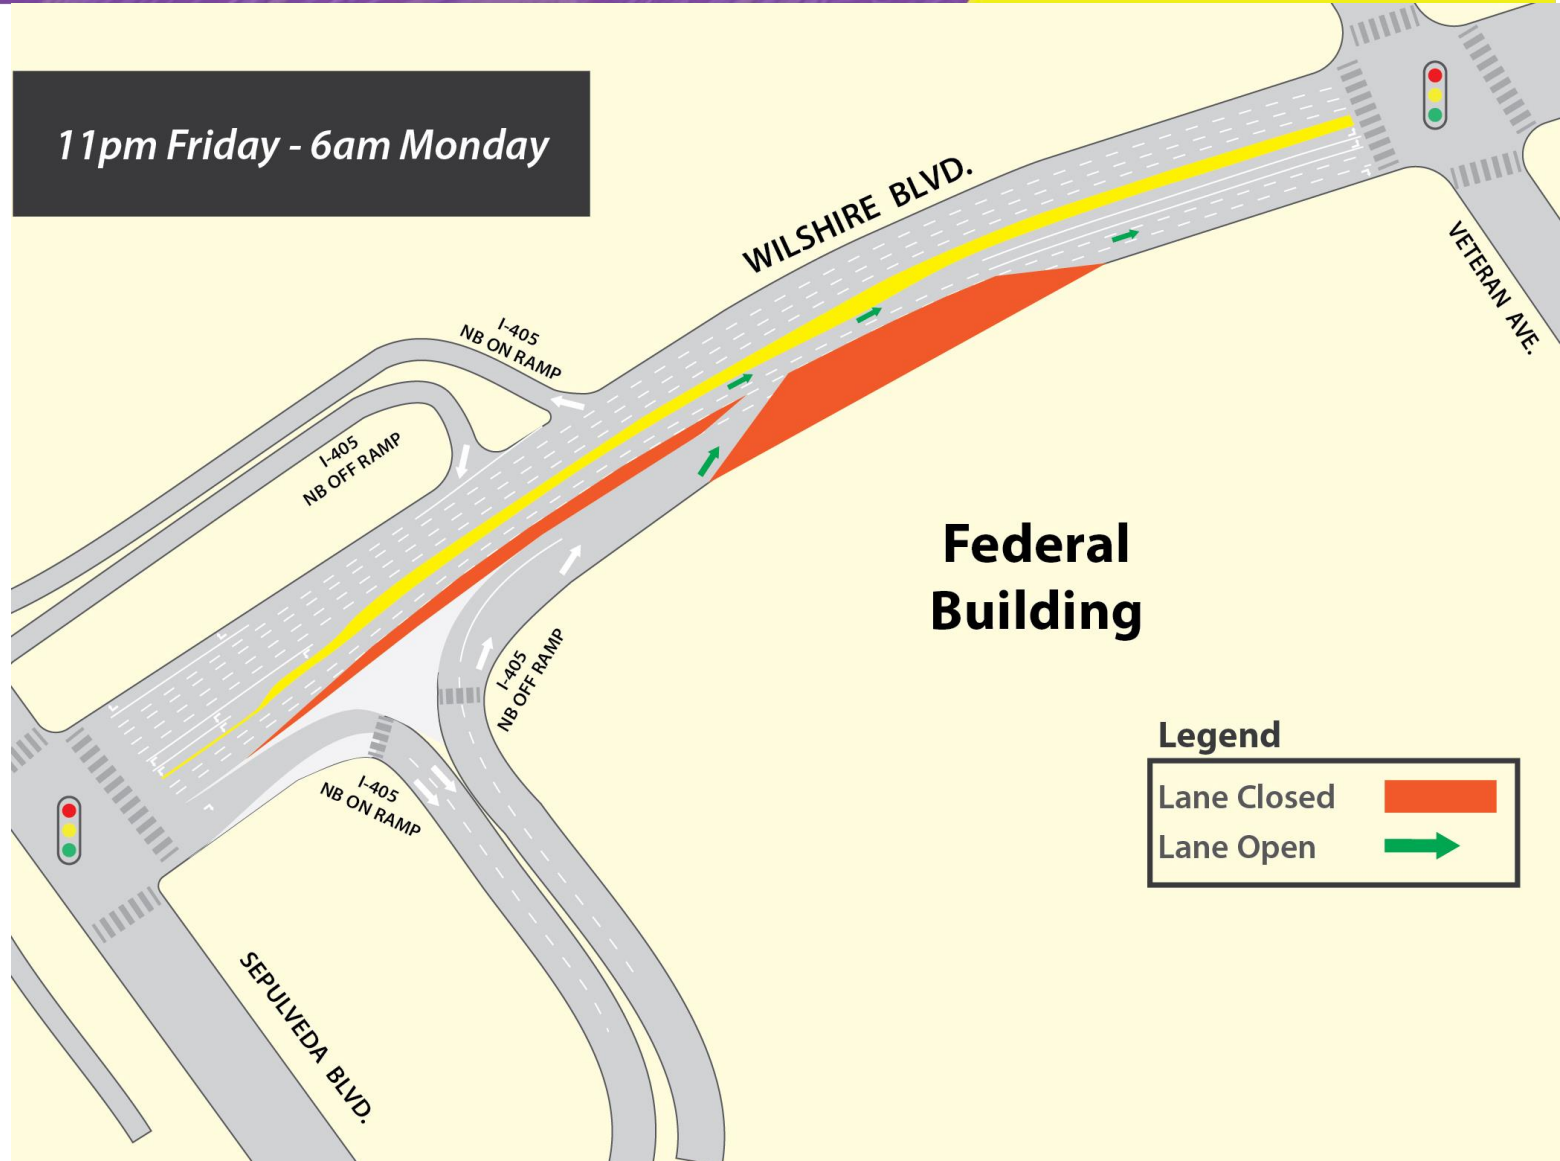 11pm Friday - 6am Monday
WILSHIRE BLVD.
VETERAN AVE.
I-405
NB ON RAMP
I-405
NB OFF RAMP
Federal
Building
I-405
NB OFF RAMP
I-405
NB ON RAMP
SEPULVEDA BLVD.
Legend
Lane Closed
Lane Open